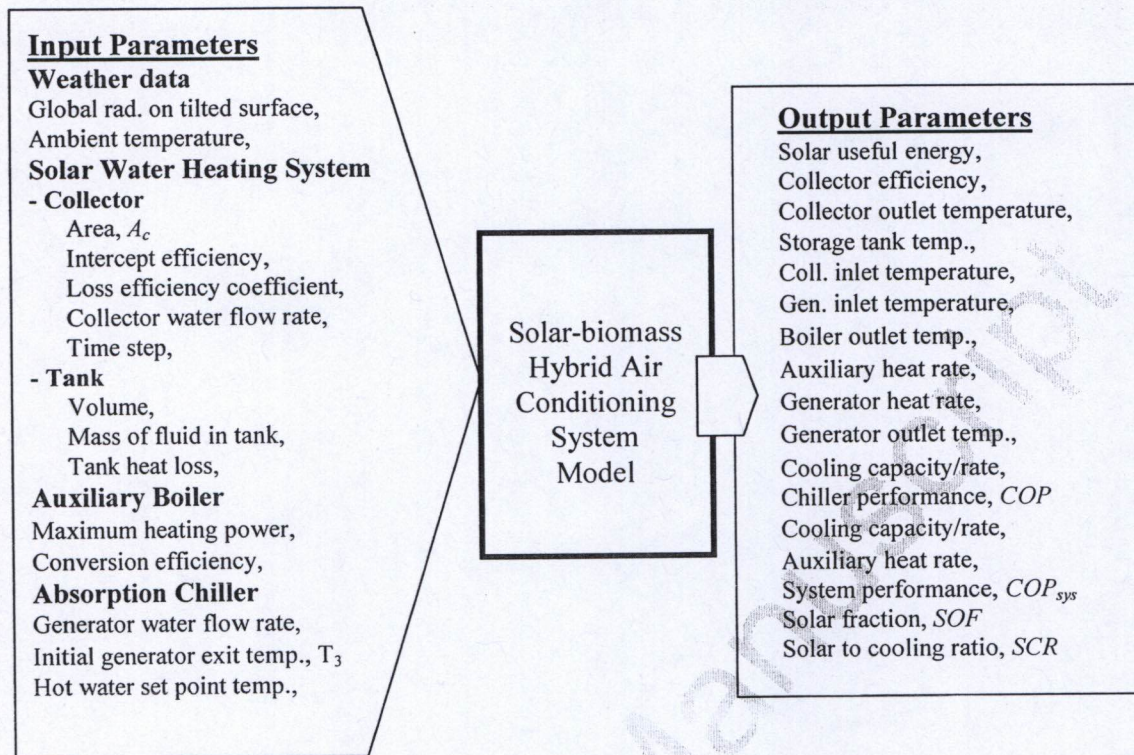 Input Parameters
Weather data
Global rad. on tilted surface,
Ambient temperature,
Solar Water Heating System
- Collector
Area, A_c
Intercept efficiency,
Loss efficiency coefficient,
Collector water flow rate,
Time step,
- Tank
Volume,
Mass of fluid in tank,
Tank heat loss,
Auxiliary Boiler
Maximum heating power,
Conversion efficiency,
Absorption Chiller
Generator water flow rate,
Initial generator exit temp., T₃
Hot water set point temp.,
Solar-biomass
Hybrid Air
Conditioning
System
Model
Output Parameters
Solar useful energy,
Collector efficiency,
Collector outlet temperature,
Storage tank temp.,
Coll. inlet temperature,
Gen. inlet temperature,
Boiler outlet temp.,
Auxiliary heat rate,
Generator heat rate,
Generator outlet temp.,
Cooling capacity/rate,
Chiller performance, COP
Cooling capacity/rate,
Auxiliary heat rate,
System performance, COP_sys
Solar fraction, SOF
Solar to cooling ratio, SCR
Manuscript